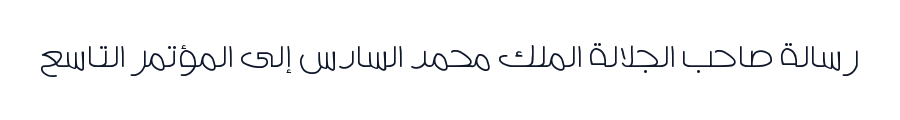 رسالة صاحب الجلالة الملك محمد السادس إلى المؤتمر التاسع